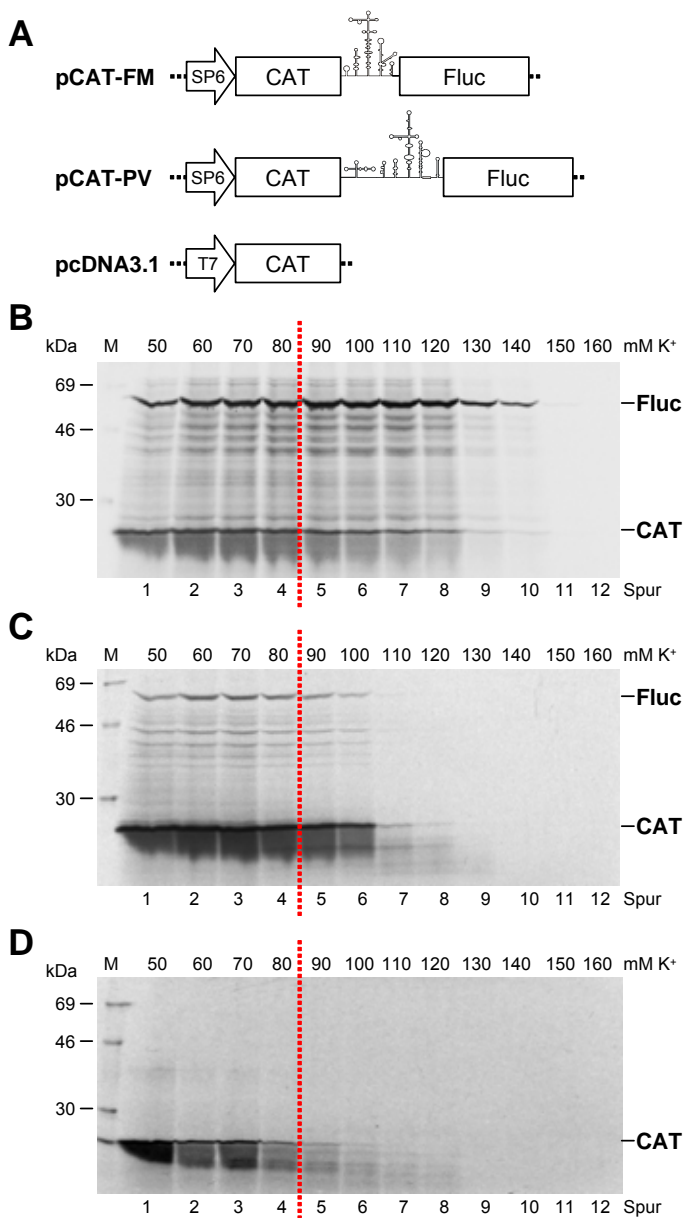 A
pCAT-FM SP6 CAT Fluc
pCAT-PV SP6 CAT Fluc
pcDNA3.1 T7 CAT
B
kDa M 50 60 70 80 90 100 110 120 130 140 150 160 mM K⁺
69
Fluc
46
30
CAT
1 2 3 4 5 6 7 8 9 10 11 12 Spur
C
kDa M 50 60 70 80 90 100 110 120 130 140 150 160 mM K⁺
69
Fluc
46
30
CAT
1 2 3 4 5 6 7 8 9 10 11 12 Spur
D
kDa M 50 60 70 80 90 100 110 120 130 140 150 160 mM K⁺
69
46
30
CAT
1 2 3 4 5 6 7 8 9 10 11 12 Spur